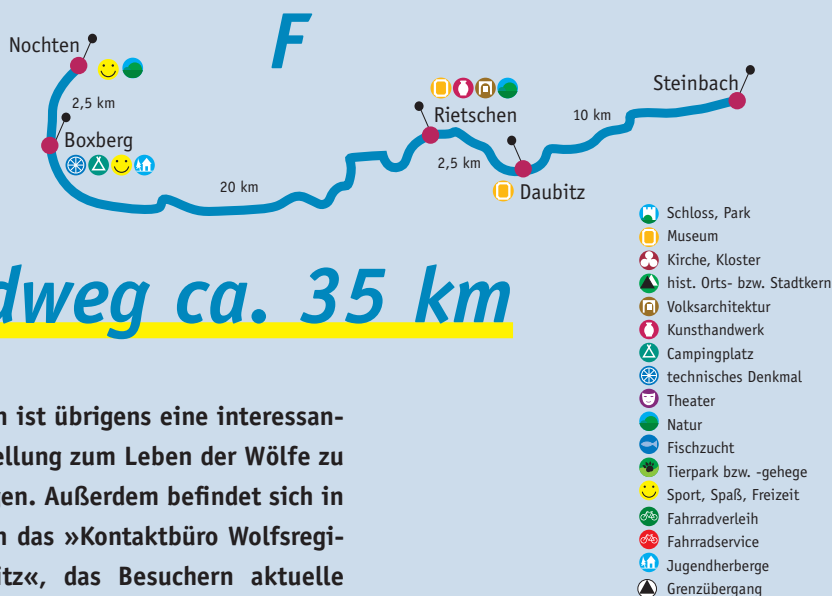 F
Nochten
2,5 km
Boxberg
20 km
Rietschen
2,5 km
Daubitz
10 km
Steinbach
dweg ca. 35 km
n ist übrigens eine interessan-
ellung zum Leben der Wölfe zu
gen. Außerdem befindet sich in
n das »Kontaktbüro Wolfsregi-
itz«, das Besuchern aktuelle
Schloss, Park
Museum
Kirche, Kloster
hist. Orts- bzw. Stadtkern
Volksarchitektur
Kunsthandwerk
Campingplatz
technisches Denkmal
Theater
Natur
Fischzucht
Tierpark bzw. -gehege
Sport, Spaß, Freizeit
Fahrradverleih
Fahrradservice
Jugendherberge
Grenzübergang